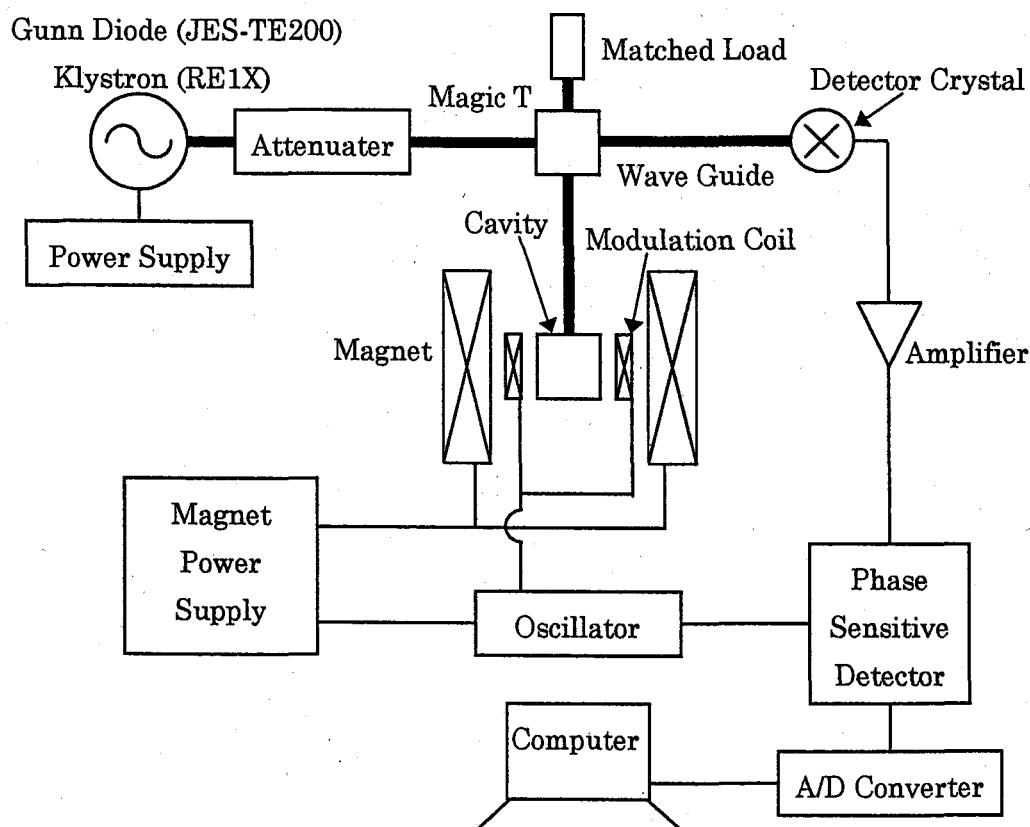 Gunn Diode (JES-TE200)
Klystron (RE1X)
Matched Load
Detector Crystal
Magic T
Attenuater
Wave Guide
Power Supply
Cavity
Modulation Coil
Magnet
Amplifier
Magnet
Power
Supply
Oscillator
Phase
Sensitive
Detector
Computer
A/D Converter